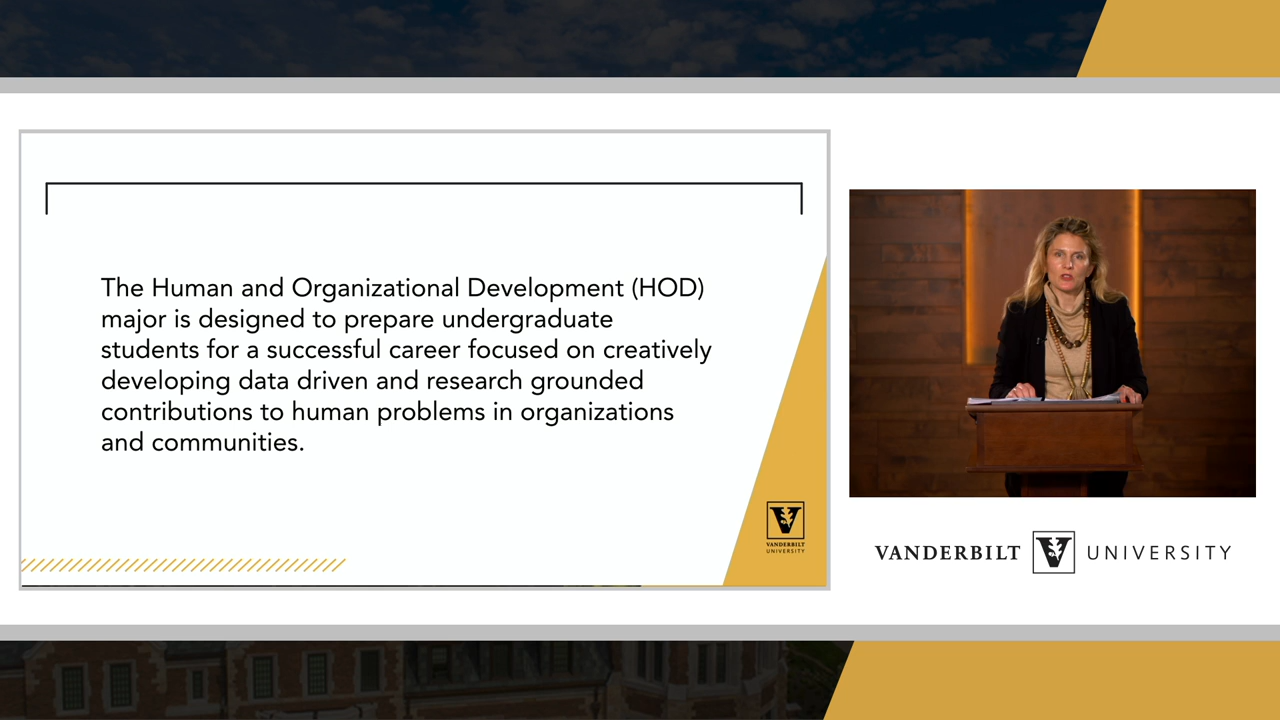 The Human and Organizational Development (HOD)
major is designed to prepare undergraduate
students for a successful career focused on creatively
developing data driven and research grounded
contributions to human problems in organizations
and communities.
V
VANDERBILT
UNIVERSITY
VANDERBILT V UNIVERSITY